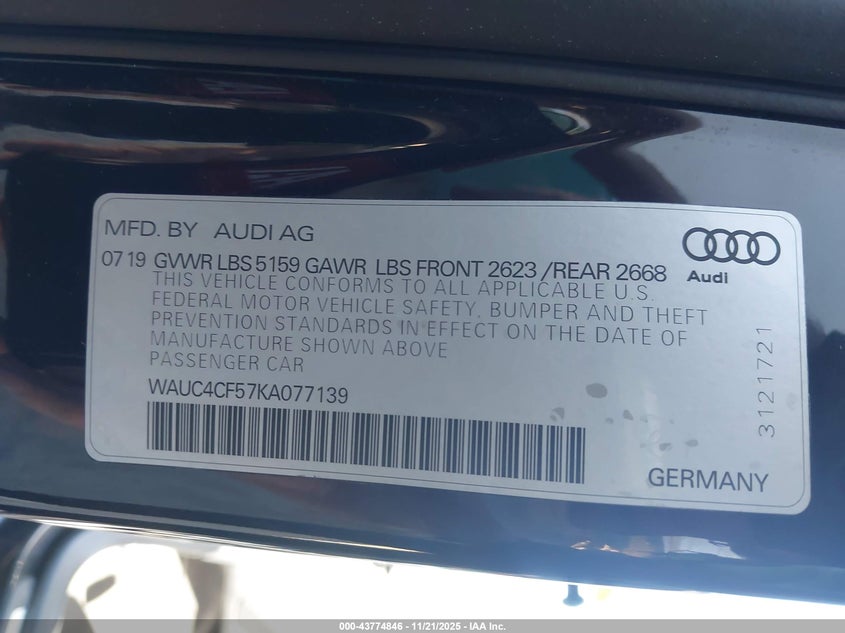 MFD. BY AUDI AG
Audi
07 19 GVWR LBS 5159 GAWR LBS FRONT 2623 /REAR 2668
THIS VEHICLE CONFORMS TO ALL APPLICABLE U.S.
FEDERAL MOTOR VEHICLE SAFETY, BUMPER AND THEFT
PREVENTION STANDARDS IN EFFECT ON THE DATE OF
MANUFACTURE SHOWN ABOVE
PASSENGER CAR
WAUC4CF57KA077139
3121721
GERMANY
000-43774846 - 11/21/2025 - IAA Inc.